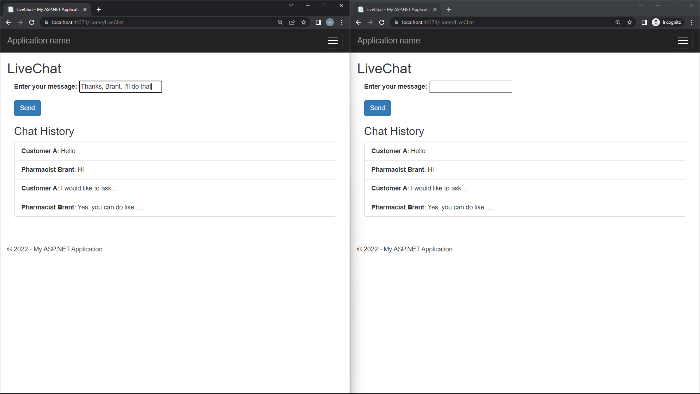 LiveChat - My ASP.NET Applicati...
localhost:44374/Home/LiveChat
Application name
LiveChat
Enter your message: Thanks, Brant. I'll do that
Send
Chat History
Customer A: Hello
Pharmacist Brant: Hi
Customer A: I would like to ask...
Pharmacist Brent: Yes, you can do like ....
© 2022 - My ASP.NET Application
LiveChat - My ASP.NET Applicati...
localhost:44374/Home/LiveChat
Incognito
Application name
LiveChat
Enter your message:
Send
Chat History
Customer A: Hello
Pharmacist Brant: Hi
Customer A: I would like to ask...
Pharmacist Brent: Yes, you can do like ....
© 2022 - My ASP.NET Application